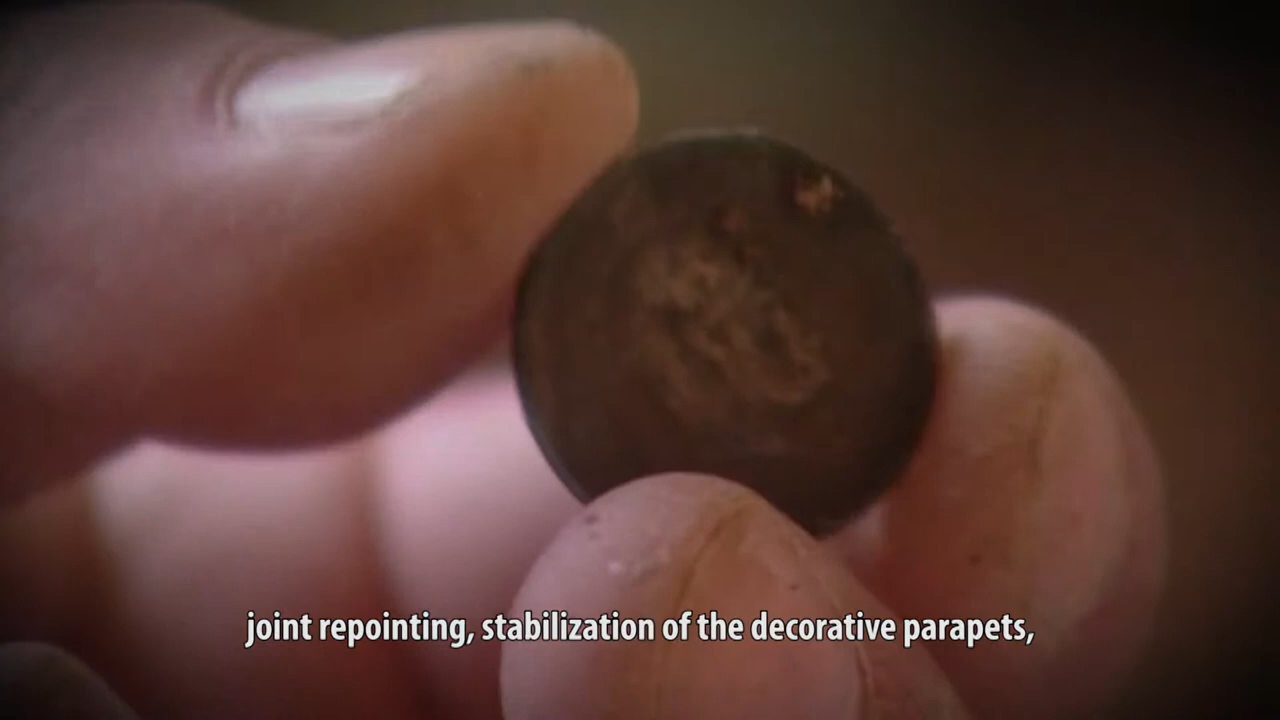 joint repointing, stabilization of the decorative parapets,